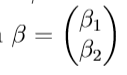 β = (β₁
β₂)